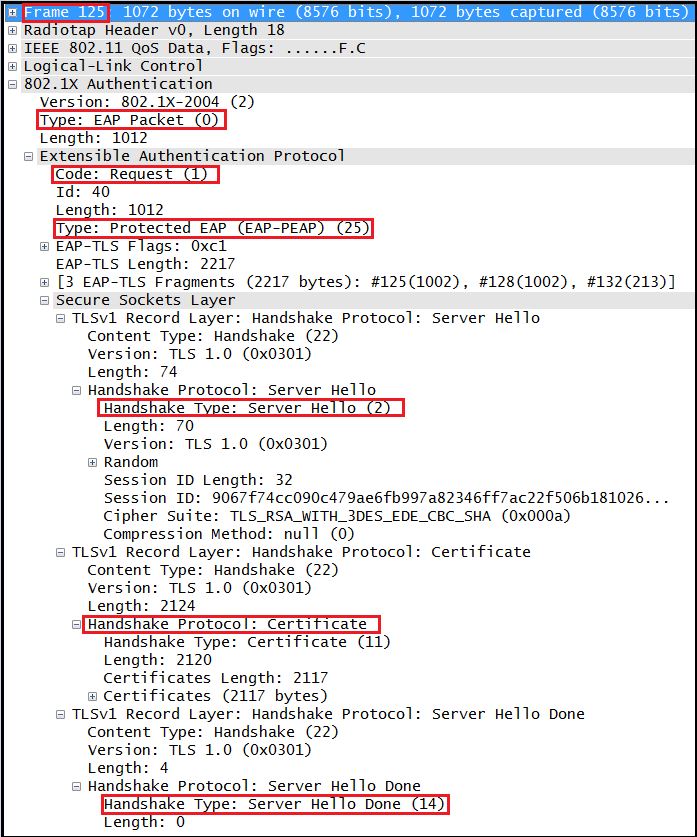 Frame 125: 1072 bytes on wire (8576 bits), 1072 bytes captured (8576 bits)
Radiotap Header v0, Length 18
IEEE 802.11 QoS Data, Flags: ......F.C
Logical-Link Control
802.1X Authentication
Version: 802.1X-2004 (2)
Type: EAP Packet (0)
Length: 1012
Extensible Authentication Protocol
Code: Request (1)
Id: 40
Length: 1012
Type: Protected EAP (EAP-PEAP) (25)
EAP-TLS Flags: 0xc1
EAP-TLS Length: 2217
[3 EAP-TLS Fragments (2217 bytes): #125(1002), #128(1002), #132(213)]
Secure Sockets Layer
TLSv1 Record Layer: Handshake Protocol: Server Hello
Content Type: Handshake (22)
Version: TLS 1.0 (0x0301)
Length: 74
Handshake Protocol: Server Hello
Handshake Type: Server Hello (2)
Length: 70
Version: TLS 1.0 (0x0301)
Random
Session ID Length: 32
Session ID: 9067f74cc090c479ae6fb997a82346ff7ac22f506b181026...
Cipher Suite: TLS_RSA_WITH_3DES_EDE_CBC_SHA (0x000a)
Compression Method: null (0)
TLSv1 Record Layer: Handshake Protocol: Certificate
Content Type: Handshake (22)
Version: TLS 1.0 (0x0301)
Length: 2124
Handshake Protocol: Certificate
Handshake Type: Certificate (11)
Length: 2120
Certificates Length: 2117
Certificates (2117 bytes)
TLSv1 Record Layer: Handshake Protocol: Server Hello Done
Content Type: Handshake (22)
Version: TLS 1.0 (0x0301)
Length: 4
Handshake Protocol: Server Hello Done
Handshake Type: Server Hello Done (14)
Length: 0